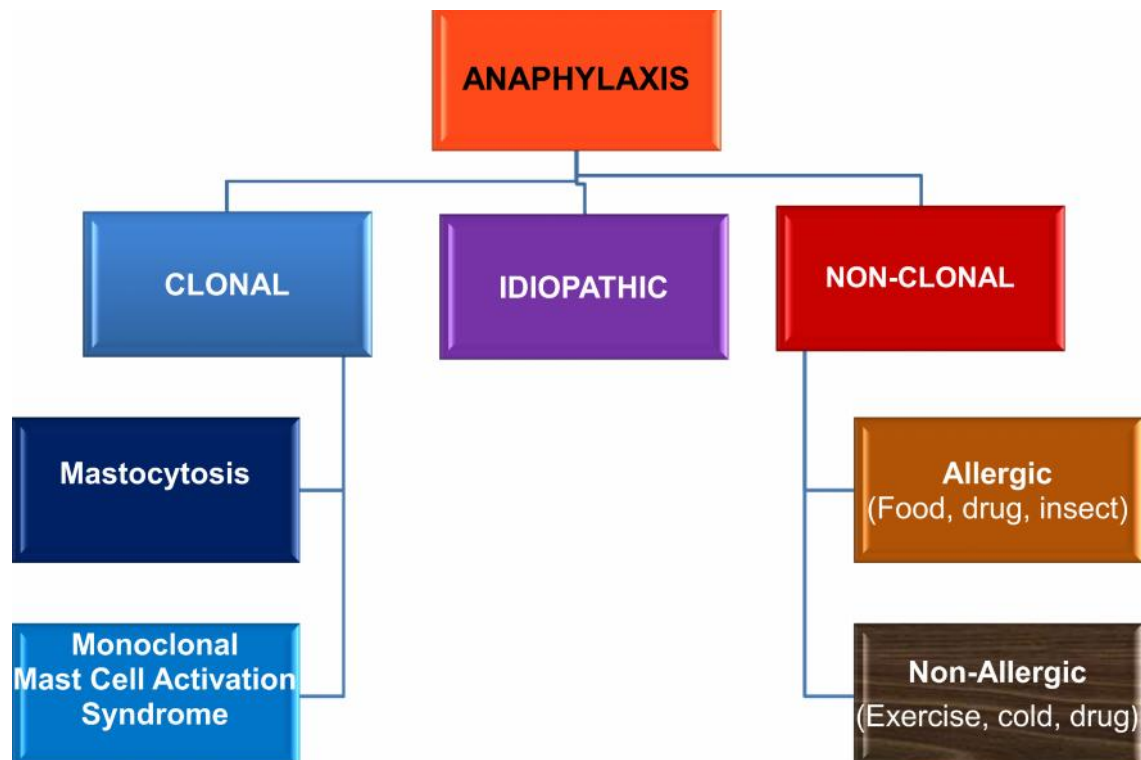 ANAPHYLAXIS
CLONAL
IDIOPATHIC
NON-CLONAL
Mastocytosis
Allergic
(Food, drug, insect)
Monoclonal
Mast Cell Activation
Syndrome
Non-Allergic
(Exercise, cold, drug)